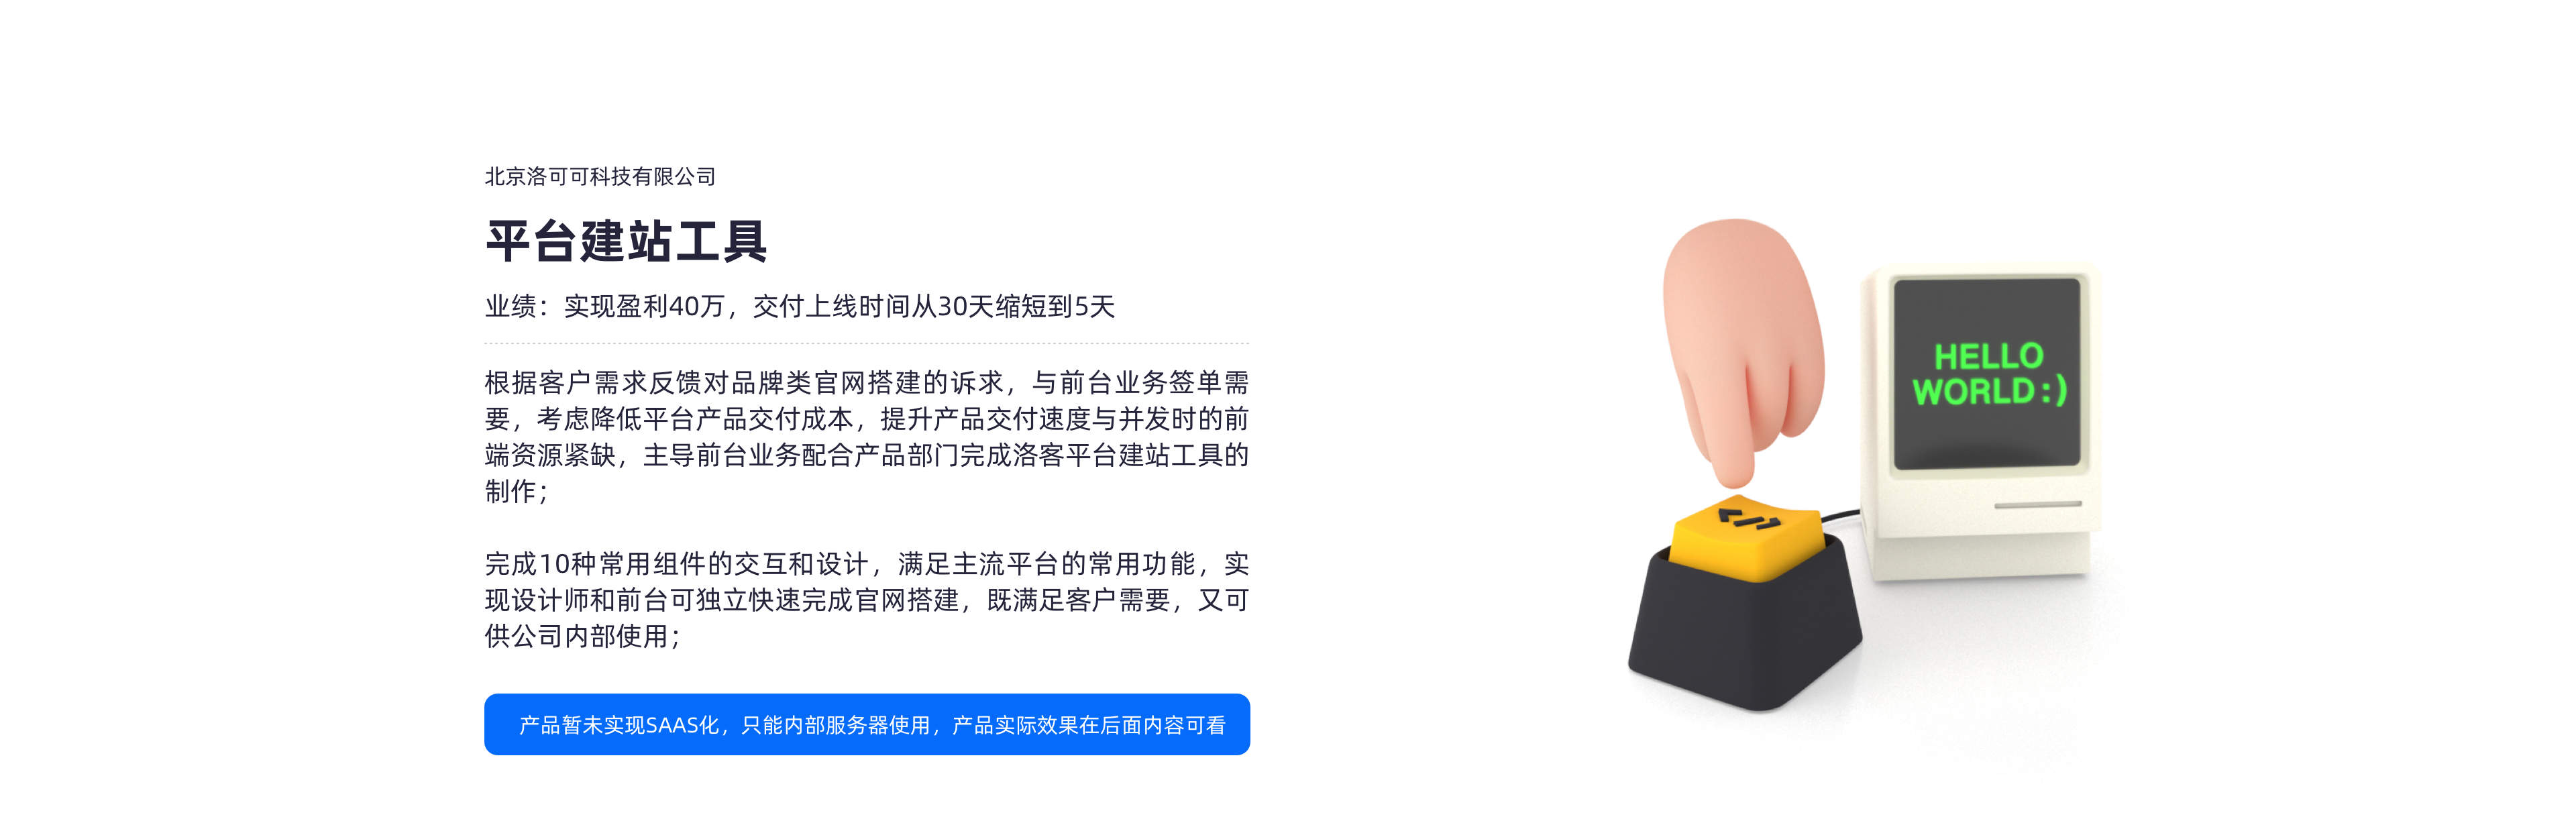 北京洛可可科技有限公司
平台建站工具
业绩：实现盈利40万，交付上线时间从30天缩短到5天
根据客户需求反馈对品牌类官网搭建的诉求，与前台业务签单需
要，考虑降低平台产品交付成本，提升产品交付速度与并发时的前
端资源紧缺，主导前台业务配合产品部门完成洛客平台建站工具的
制作；
完成10种常用组件的交互和设计，满足主流平台的常用功能，实
现设计师和前台可独立快速完成官网搭建，既满足客户需要，又可
供公司内部使用；
产品暂未实现SAAS化，只能内部服务器使用，产品实际效果在后面内容可看
HELLO
WORLD:)